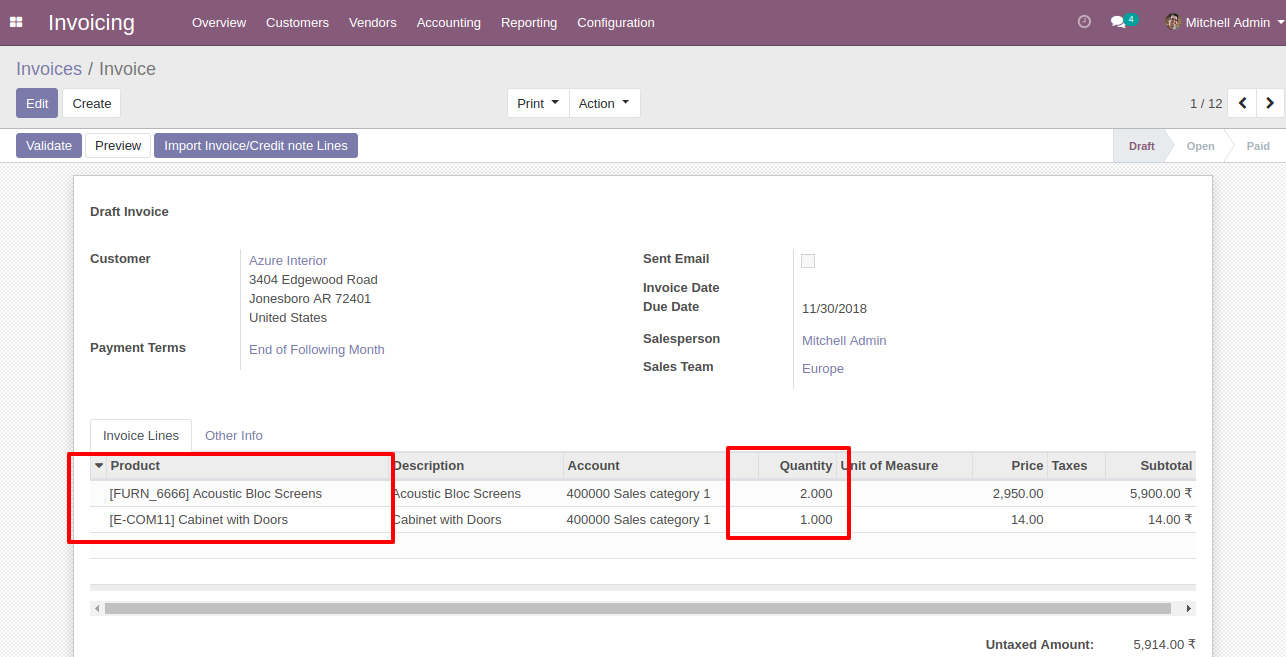 Invoicing Overview Customers Vendors Accounting Reporting Configuration 4 Mitchell Admin
Invoices / Invoice
Edit Create Print Action 1 / 12
Validate Preview Import Invoice/Credit note Lines Draft Open Paid
Draft Invoice
Customer Azure Interior Sent Email
3404 Edgewood Road
Jonesboro AR 72401 Invoice Date
United States Due Date 11/30/2018
Salesperson Mitchell Admin
Payment Terms End of Following Month
Sales Team Europe
Invoice Lines Other Info
Product Description Account Quantity Unit of Measure Price Taxes Subtotal
[FURN_6666] Acoustic Bloc Screens Acoustic Bloc Screens 400000 Sales category 1 2.000 2,950.00 5,900.00 ₹
[E-COM11] Cabinet with Doors Cabinet with Doors 400000 Sales category 1 1.000 14.00 14.00 ₹
Untaxed Amount: 5,914.00 ₹